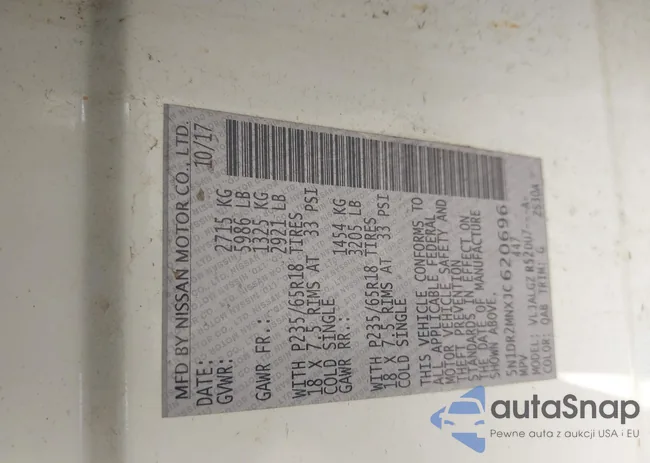 MFD BY NISSAN MOTOR CO., LTD.
DATE: 10/17
GVWR: 2715 KG
5986 LB
GAWR FR.: 1325 KG
2921 LB
WITH P235/65R18 TIRES
18 X 7.5 RIMS AT 33 PSI
COLD SINGLE
GAWR RR.: 1454 KG
3205 LB
WITH P235/65R18 TIRES
18 X 7.5 RIMS AT 33 PSI
COLD SINGLE
THIS VEHICLE CONFORMS TO
ALL APPLICABLE FEDERAL
MOTOR VEHICLE SAFETY AND
THEFT PREVENTION
STANDARDS IN EFFECT ON
THE DATE OF MANUFACTURE
SHOWN ABOVE.
5N1DR2MNXJC620696
MPV 447
MODEL:
COLOR: QAB TRIM: G
autaSnap
Pewne auta z aukcji USA i EU